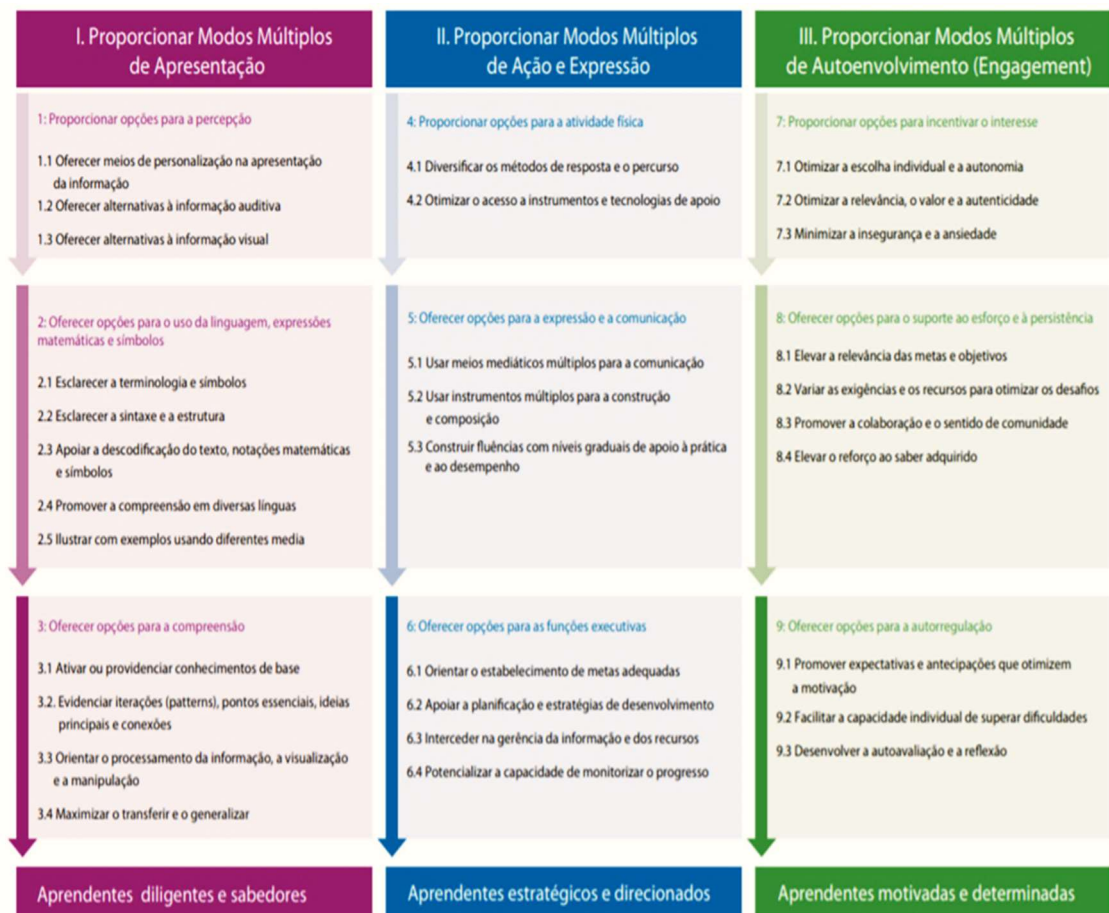 I. Proporcionar Modos Múltiplos
de Apresentação
1: Proporcionar opções para a percepção
1.1 Oferecer meios de personalização na apresentação
da informação
1.2 Oferecer alternativas à informação auditiva
1.3 Oferecer alternativas à informação visual
2: Oferecer opções para o uso da linguagem, expressões
matemáticas e símbolos
2.1 Esclarecer a terminologia e símbolos
2.2 Esclarecer a sintaxe e a estrutura
2.3 Apoiar a descodificação do texto, notações matemáticas
e símbolos
2.4 Promover a compreensão em diversas línguas
2.5 Ilustrar com exemplos usando diferentes media
3: Oferecer opções para a compreensão
3.1 Ativar ou providenciar conhecimentos de base
3.2. Evidenciar iterações (patterns), pontos essenciais, ideias
principais e conexões
3.3 Orientar o processamento da informação, a visualização
e a manipulação
3.4 Maximizar o transferir e o generalizar
Aprendentes diligentes e sabedores
II. Proporcionar Modos Múltiplos
de Ação e Expressão
4: Proporcionar opções para a atividade física
4.1 Diversificar os métodos de resposta e o percurso
4.2 Otimizar o acesso a instrumentos e tecnologias de apoio
5: Oferecer opções para a expressão e a comunicação
5.1 Usar meios mediáticos múltiplos para a comunicação
5.2 Usar instrumentos múltiplos para a construção
e composição
5.3 Construir fluências com níveis graduais de apoio à prática
e ao desempenho
6: Oferecer opções para as funções executivas
6.1 Orientar o estabelecimento de metas adequadas
6.2 Apoiar a planificação e estratégias de desenvolvimento
6.3 Interceder na gerência da informação e dos recursos
6.4 Potencializar a capacidade de monitorizar o progresso
Aprendentes estratégicos e direcionados
III. Proporcionar Modos Múltiplos
de Autoenvolvimento (Engagement)
7: Proporcionar opções para incentivar o interesse
7.1 Otimizar a escolha individual e a autonomia
7.2 Otimizar a relevância, o valor e a autenticidade
7.3 Minimizar a insegurança e a ansiedade
8: Oferecer opções para o suporte ao esforço e à persistência
8.1 Elevar a relevância das metas e objetivos
8.2 Variar as exigências e os recursos para otimizar os desafios
8.3 Promover a colaboração e o sentido de comunidade
8.4 Elevar o reforço ao saber adquirido
9: Oferecer opções para a autorregulação
9.1 Promover expectativas e antecipações que otimizem
a motivação
9.2 Facilitar a capacidade individual de superar dificuldades
9.3 Desenvolver a autoavaliação e a reflexão
Aprendentes motivadas e determinadas